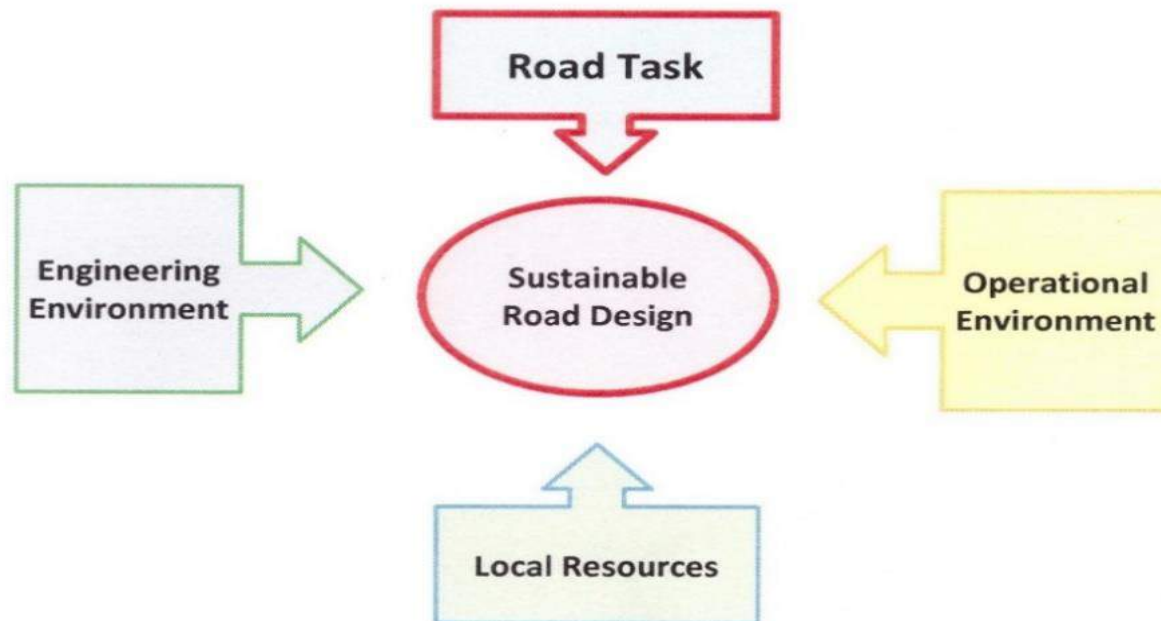 Road Task
Engineering
Environment
Sustainable
Road Design
Operational
Environment
Local Resources